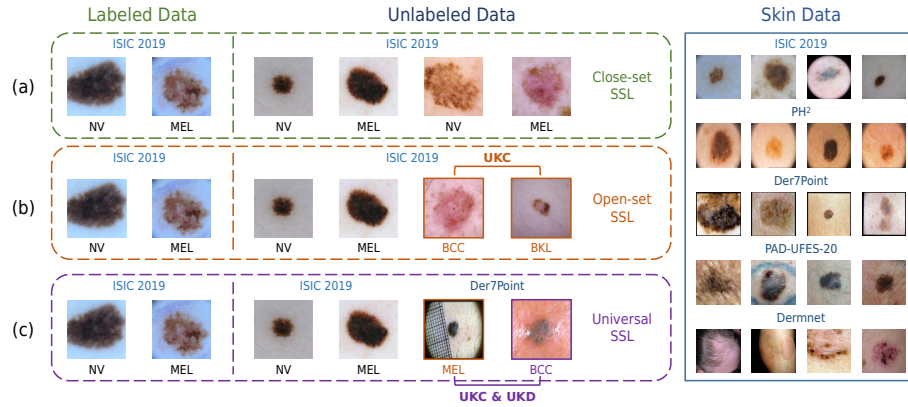 Labeled Data
Unlabeled Data
Skin Data
(a)
ISIC 2019
ISIC 2019
NV
MEL
NV
MEL
NV
MEL
Close-set
SSL
(b)
ISIC 2019
ISIC 2019
UKC
NV
MEL
NV
MEL
BCC
BKL
Open-set
SSL
(c)
ISIC 2019
ISIC 2019
Der7Point
NV
MEL
NV
MEL
MEL
BCC
Universal
SSL
UKC & UKD
ISIC 2019
PH²
Der7Point
PAD-UFES-20
Dermnet